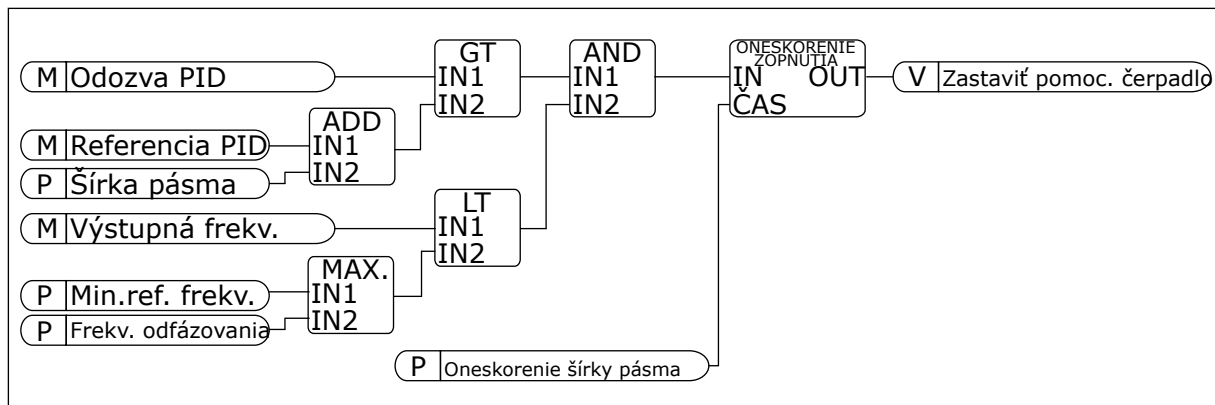 M Odozva PID
M Referencia PID
P Šírka pásma
M Výstupná frekv.
P Min.ref. frekv.
P Frekv. odfázovania
ADD
IN1
IN2
MAX.
IN1
IN2
GT
IN1
IN2
LT
IN1
IN2
AND
IN1
IN2
P Oneskorenie šírky pásma
ONESKORENIE
ZOPNUTIA
IN OUT
ČAS
V Zastaviť pomoc. čerpadlo